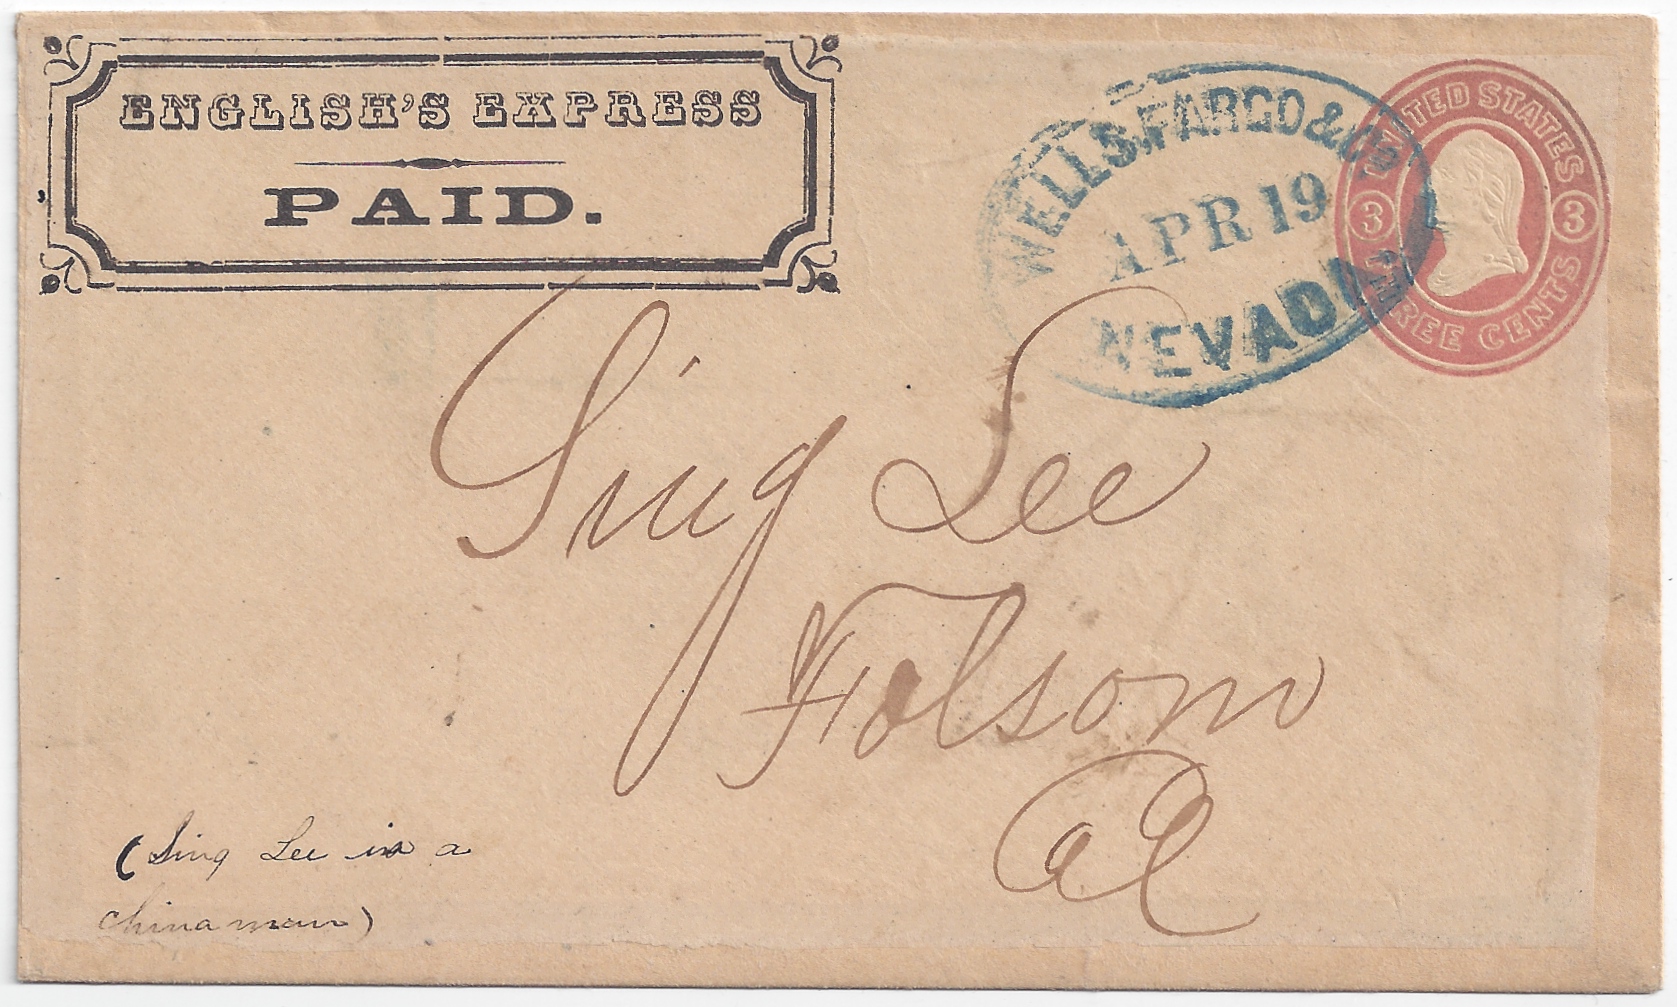 ENGLISH'S EXPRESS
PAID.
WELLS, FARGO & CO
APR 19
NEVADA
UNITED STATES
3 3
THREE CENTS
Sing Lee
Folsom
Cal
(Sing Lee is a
chinaman)